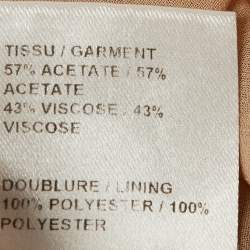 TISSU / GARMENT
57% ACETATE / 57%
ACETATE
43% VISCOSE / 43%
VISCOSE
DOUBLURE / LINING
100% POLYESTER / 100%
POLYESTER